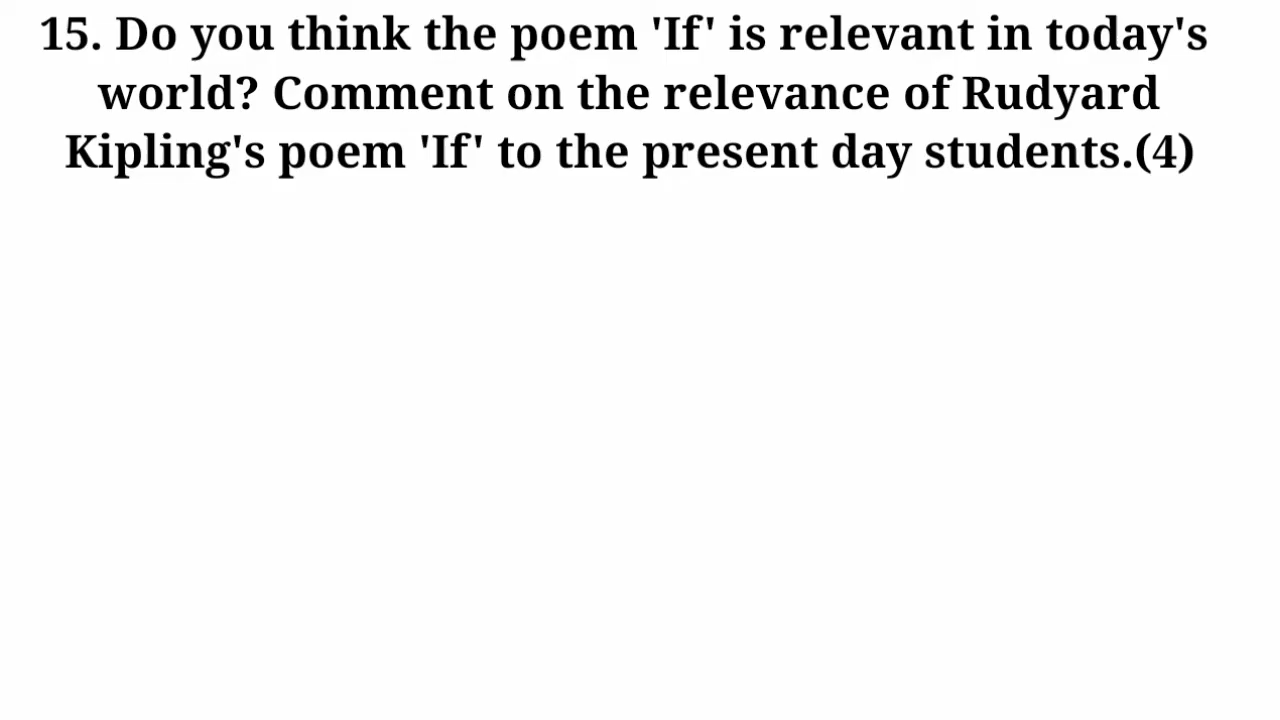 15. Do you think the poem 'If' is relevant in today's
world? Comment on the relevance of Rudyard
Kipling's poem 'If' to the present day students.(4)